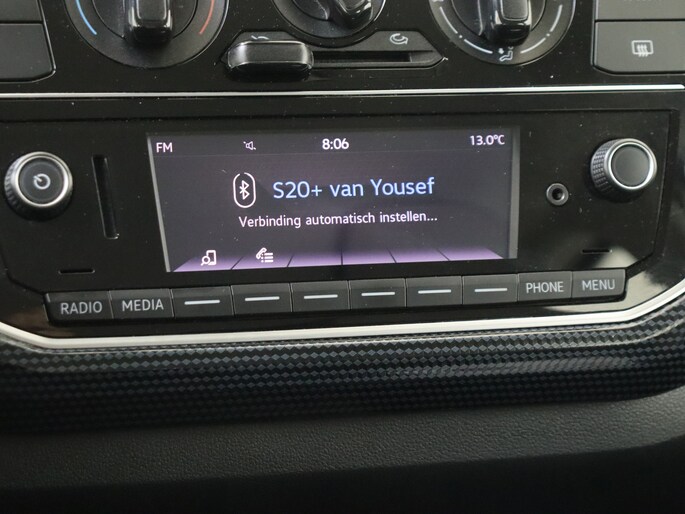 FM 8:06 13.0°C
S20+ van Yousef
Verbinding automatisch instellen...
RADIO MEDIA PHONE MENU